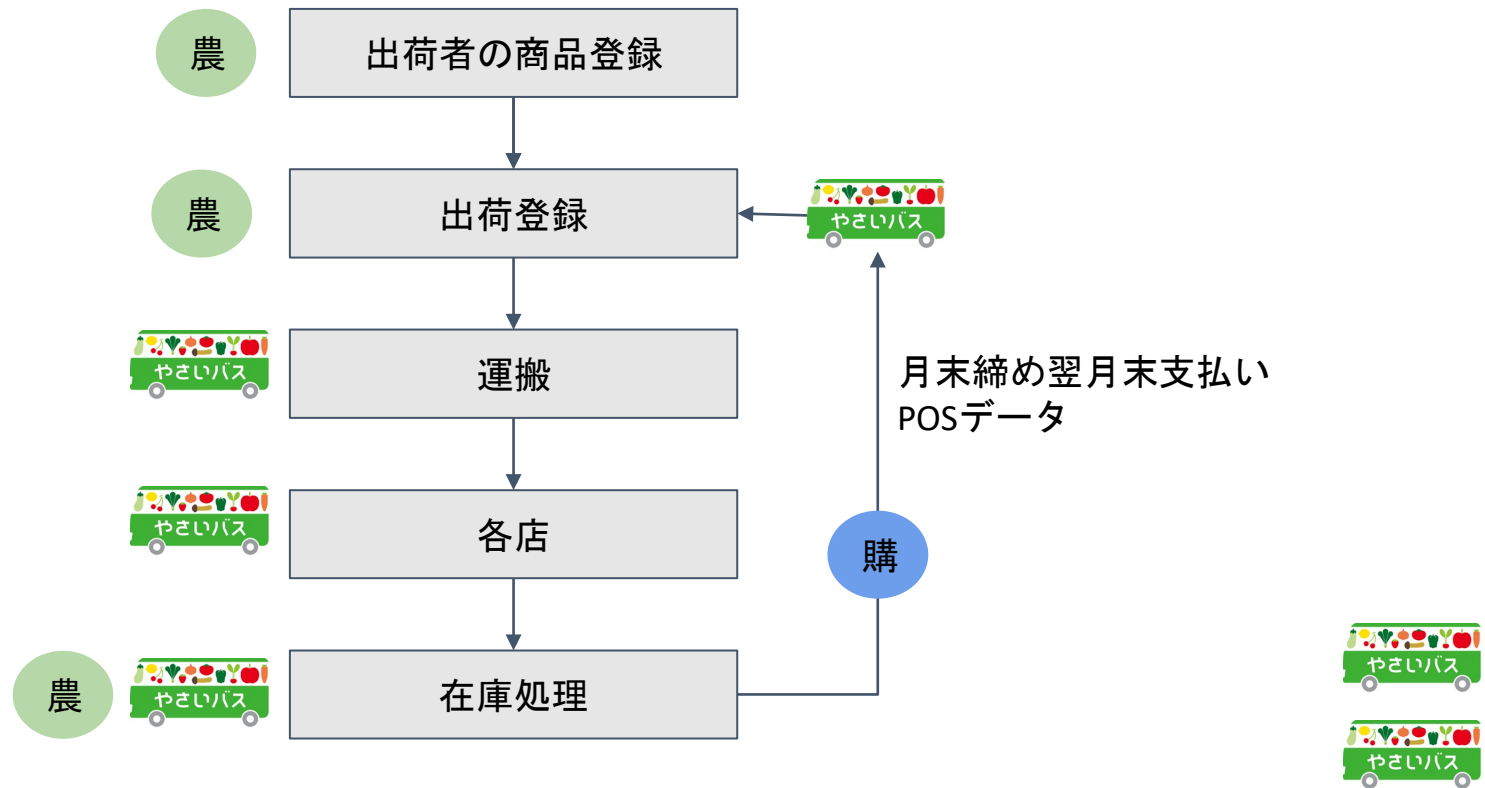 農
出荷者の商品登録
農
出荷登録
やさいバス
やさいバス
運搬
月末締め翌月末支払い
POSデータ
やさいバス
各店
購
農
やさいバス
在庫処理
やさいバス
やさいバス